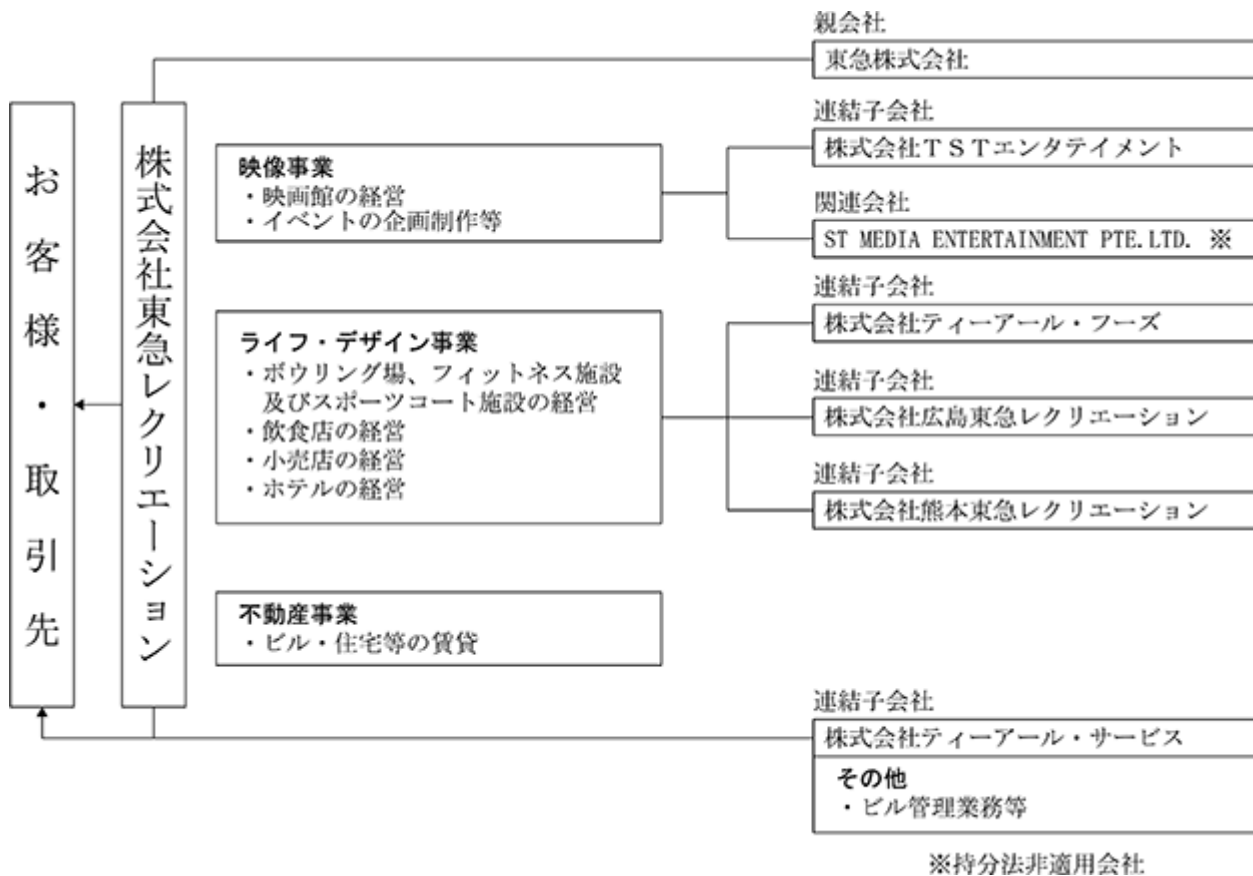 お客様・取引先
株式会社東急レクリエーション
親会社
東急株式会社
映像事業
・映画館の経営
・イベントの企画制作等
連結子会社
株式会社ＴＳＴエンタテイメント
関連会社
ST MEDIA ENTERTAINMENT PTE.LTD. ※
ライフ・デザイン事業
・ボウリング場、フィットネス施設
及びスポーツコート施設の経営
・飲食店の経営
・小売店の経営
・ホテルの経営
連結子会社
株式会社ティーアール・フーズ
連結子会社
株式会社広島東急レクリエーション
連結子会社
株式会社熊本東急レクリエーション
不動産事業
・ビル・住宅等の賃貸
連結子会社
株式会社ティーアール・サービス
その他
・ビル管理業務等
※持分法非適用会社